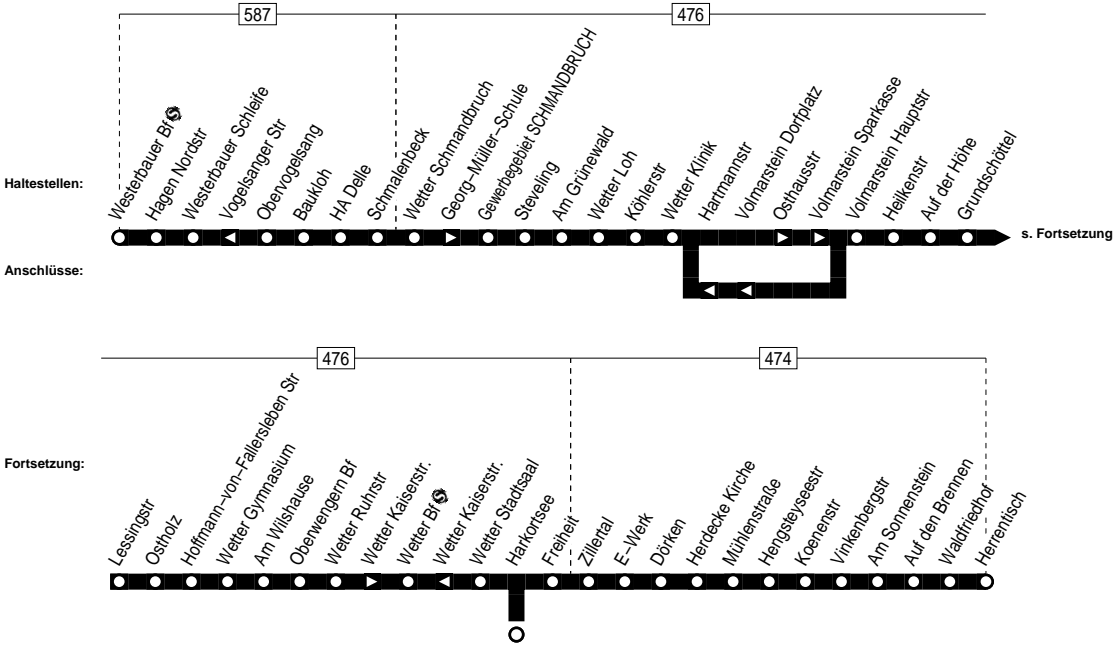 587
476
Westerbauer Bf S
Hagen Nordstr
Westerbauer Schleife
Vogelsanger Str
Obervogelsang
Baukloh
HA Delle
Schmalenbeck
Wetter Schmandbruch
Georg−Müller−Schule
Gewerbegebiet SCHMANDBRUCH
Steveling
Am Grünewald
Wetter Loh
Köhlerstr
Wetter Klinik
Hartmannstr
Volmarstein Dorfplatz
Osthausstr
Volmarstein Sparkasse
Volmarstein Hauptstr
Heilkenstr
Auf der Höhe
Grundschöttel
Haltestellen:
s. Fortsetzung
Anschlüsse:
476
474
Fortsetzung:
Lessingstr
Ostholz
Hoffmann−von−Fallersleben Str
Wetter Gymnasium
Am Wilshause
Oberwengern Bf
Wetter Ruhrstr
Wetter Kaiserstr.
Wetter Bf S
Wetter Kaiserstr.
Wetter Stadtsaal
Harkortsee
Freiheit
Zillertal
E−Werk
Dörken
Herdecke Kirche
Mühlenstraße
Hengsteyseestr
Koenenstr
Vinkenbergstr
Am Sonnenstein
Auf den Brennen
Waldfriedhof
Herrentisch